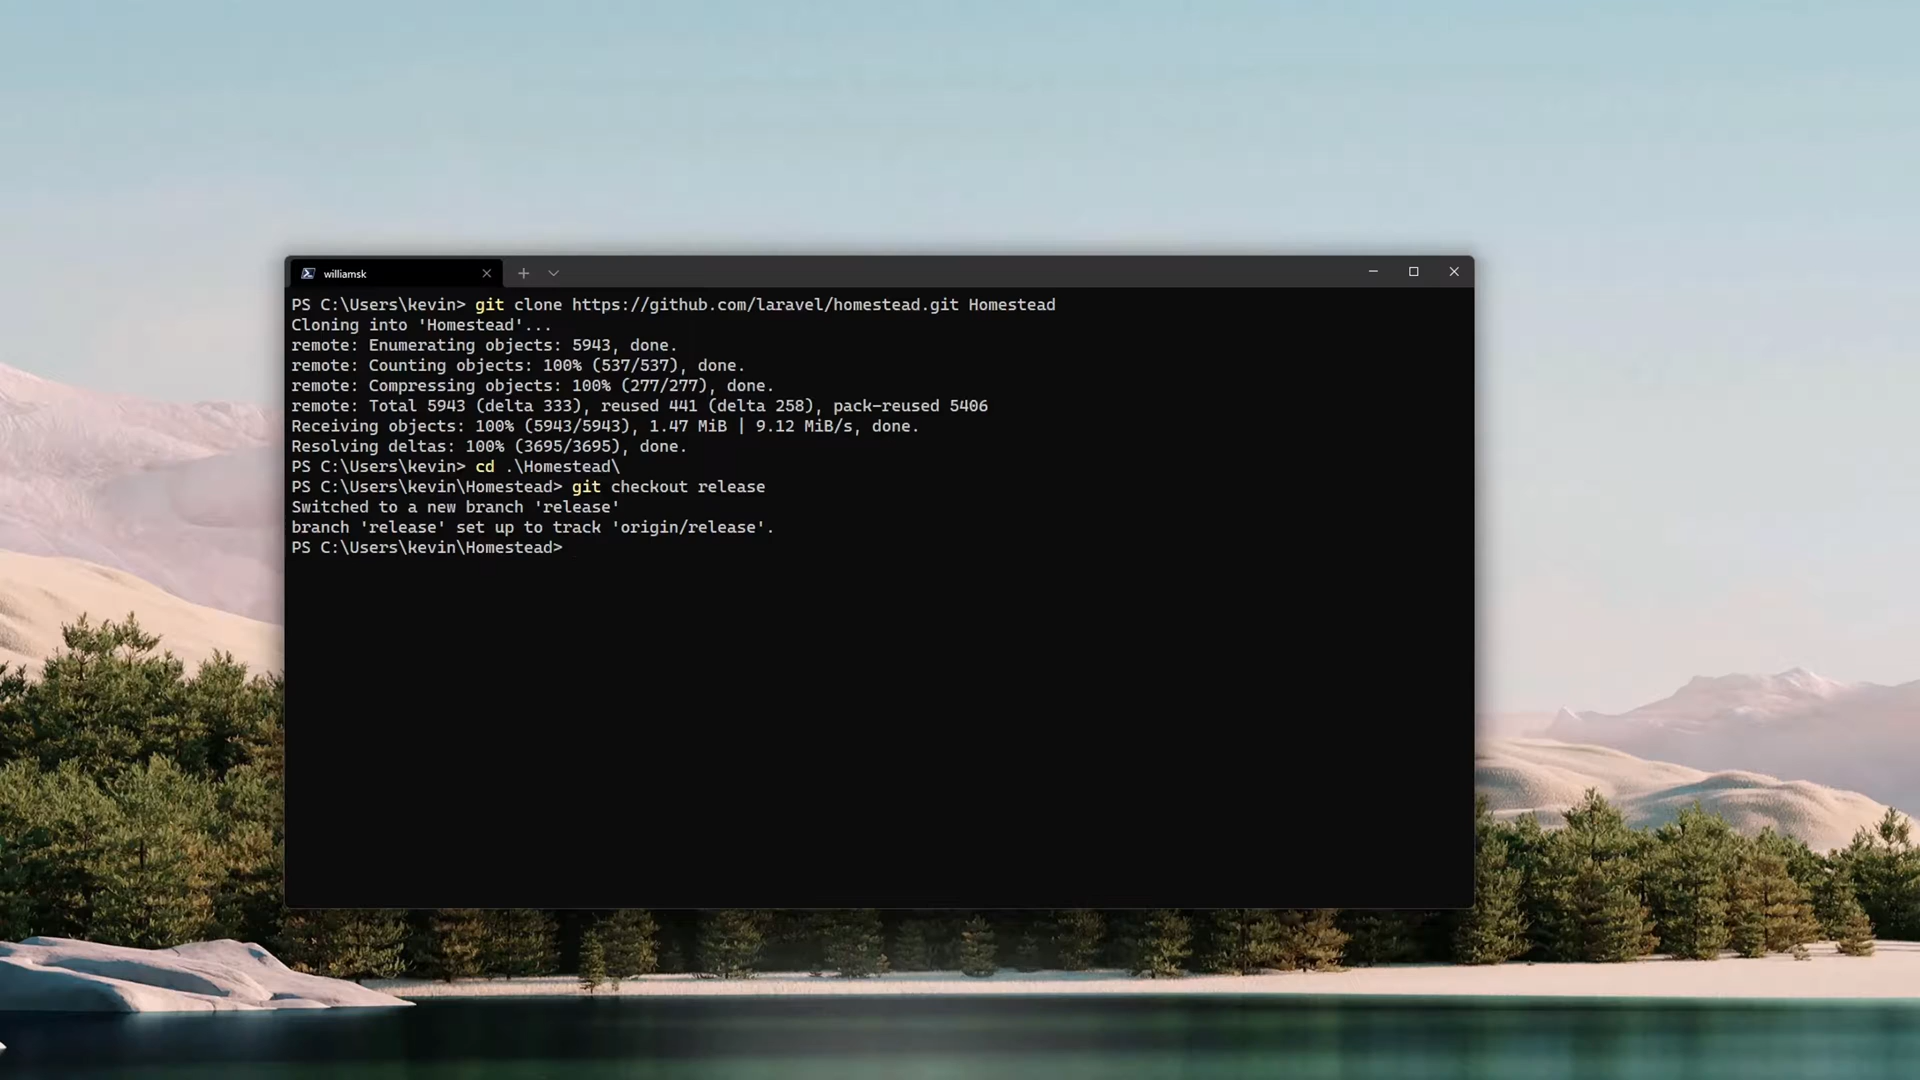 williamsk
PS C:\Users\kevin> git clone https://github.com/laravel/homestead.git Homestead
Cloning into 'Homestead'...
remote: Enumerating objects: 5943, done.
remote: Counting objects: 100% (537/537), done.
remote: Compressing objects: 100% (277/277), done.
remote: Total 5943 (delta 333), reused 441 (delta 258), pack-reused 5406
Receiving objects: 100% (5943/5943), 1.47 MiB | 9.12 MiB/s, done.
Resolving deltas: 100% (3695/3695), done.
PS C:\Users\kevin> cd .\Homestead\
PS C:\Users\kevin\Homestead> git checkout release
Switched to a new branch 'release'
branch 'release' set up to track 'origin/release'.
PS C:\Users\kevin\Homestead>